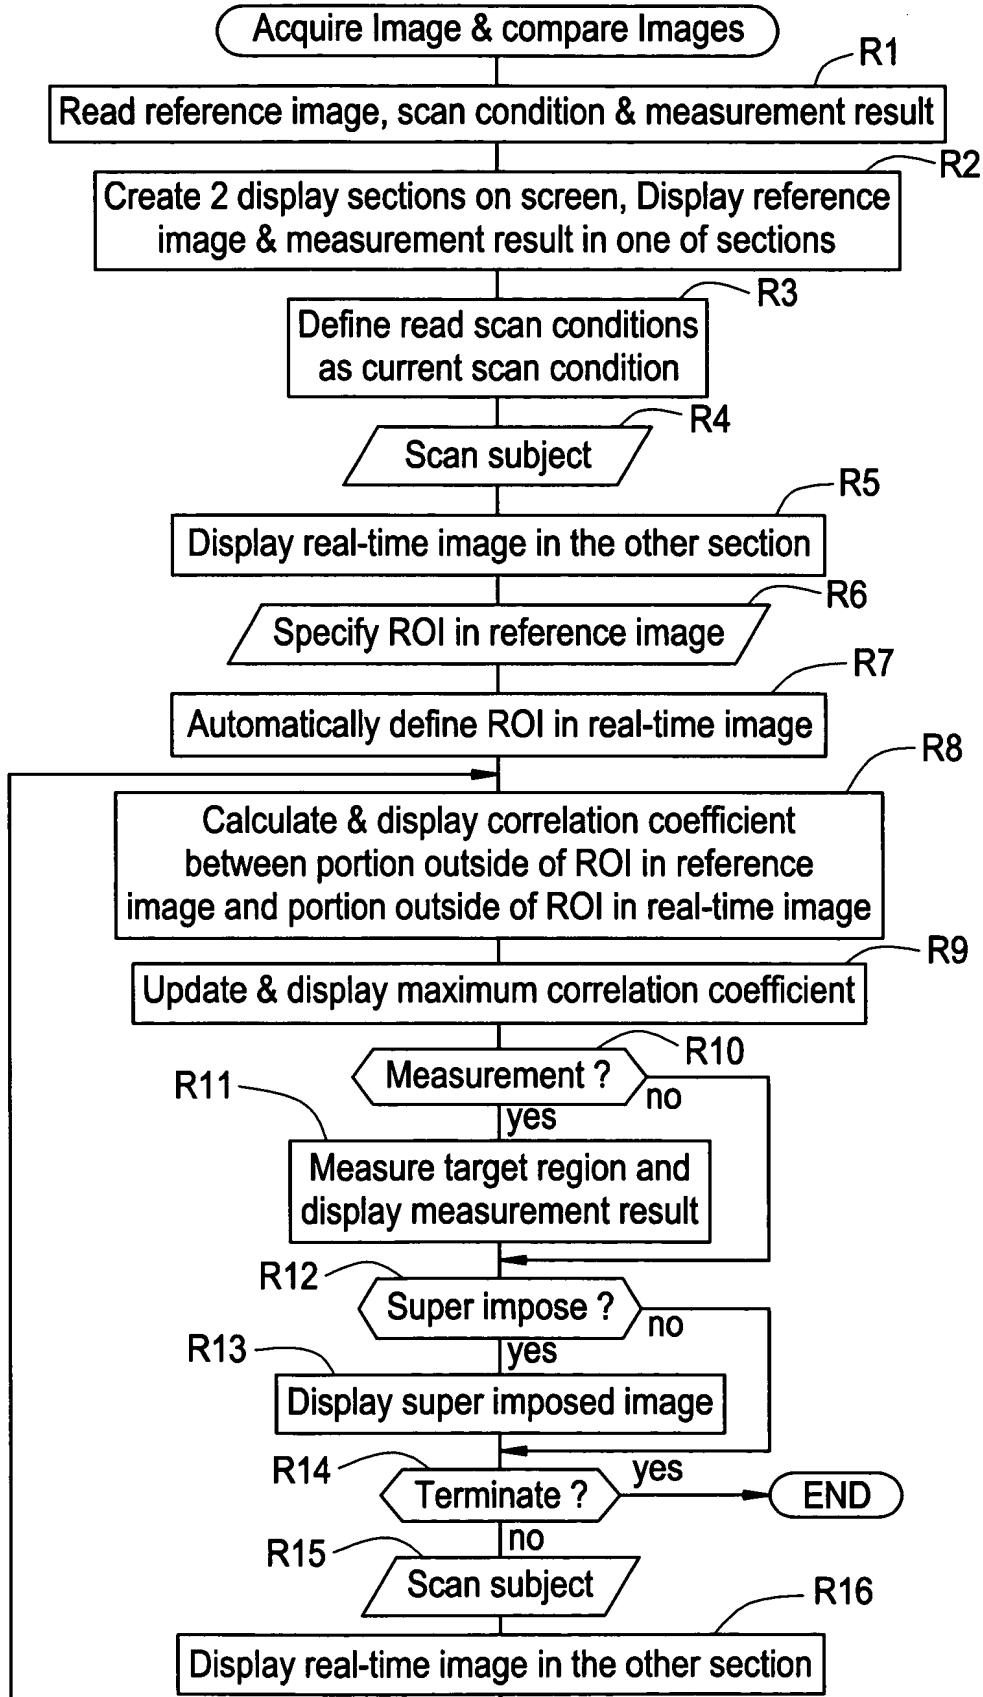 Acquire Image & compare Images
R1
Read reference image, scan condition & measurement result
R2
Create 2 display sections on screen, Display reference
image & measurement result in one of sections
R3
Define read scan conditions
as current scan condition
R4
Scan subject
R5
Display real-time image in the other section
R6
Specify ROI in reference image
R7
Automatically define ROI in real-time image
R8
Calculate & display correlation coefficient
between portion outside of ROI in reference
image and portion outside of ROI in real-time image
R9
Update & display maximum correlation coefficient
R10
Measurement ?
no
yes
R11
Measure target region and
display measurement result
R12
Super impose ?
no
yes
R13
Display super imposed image
R14
Terminate ?
yes
END
no
R15
Scan subject
R16
Display real-time image in the other section